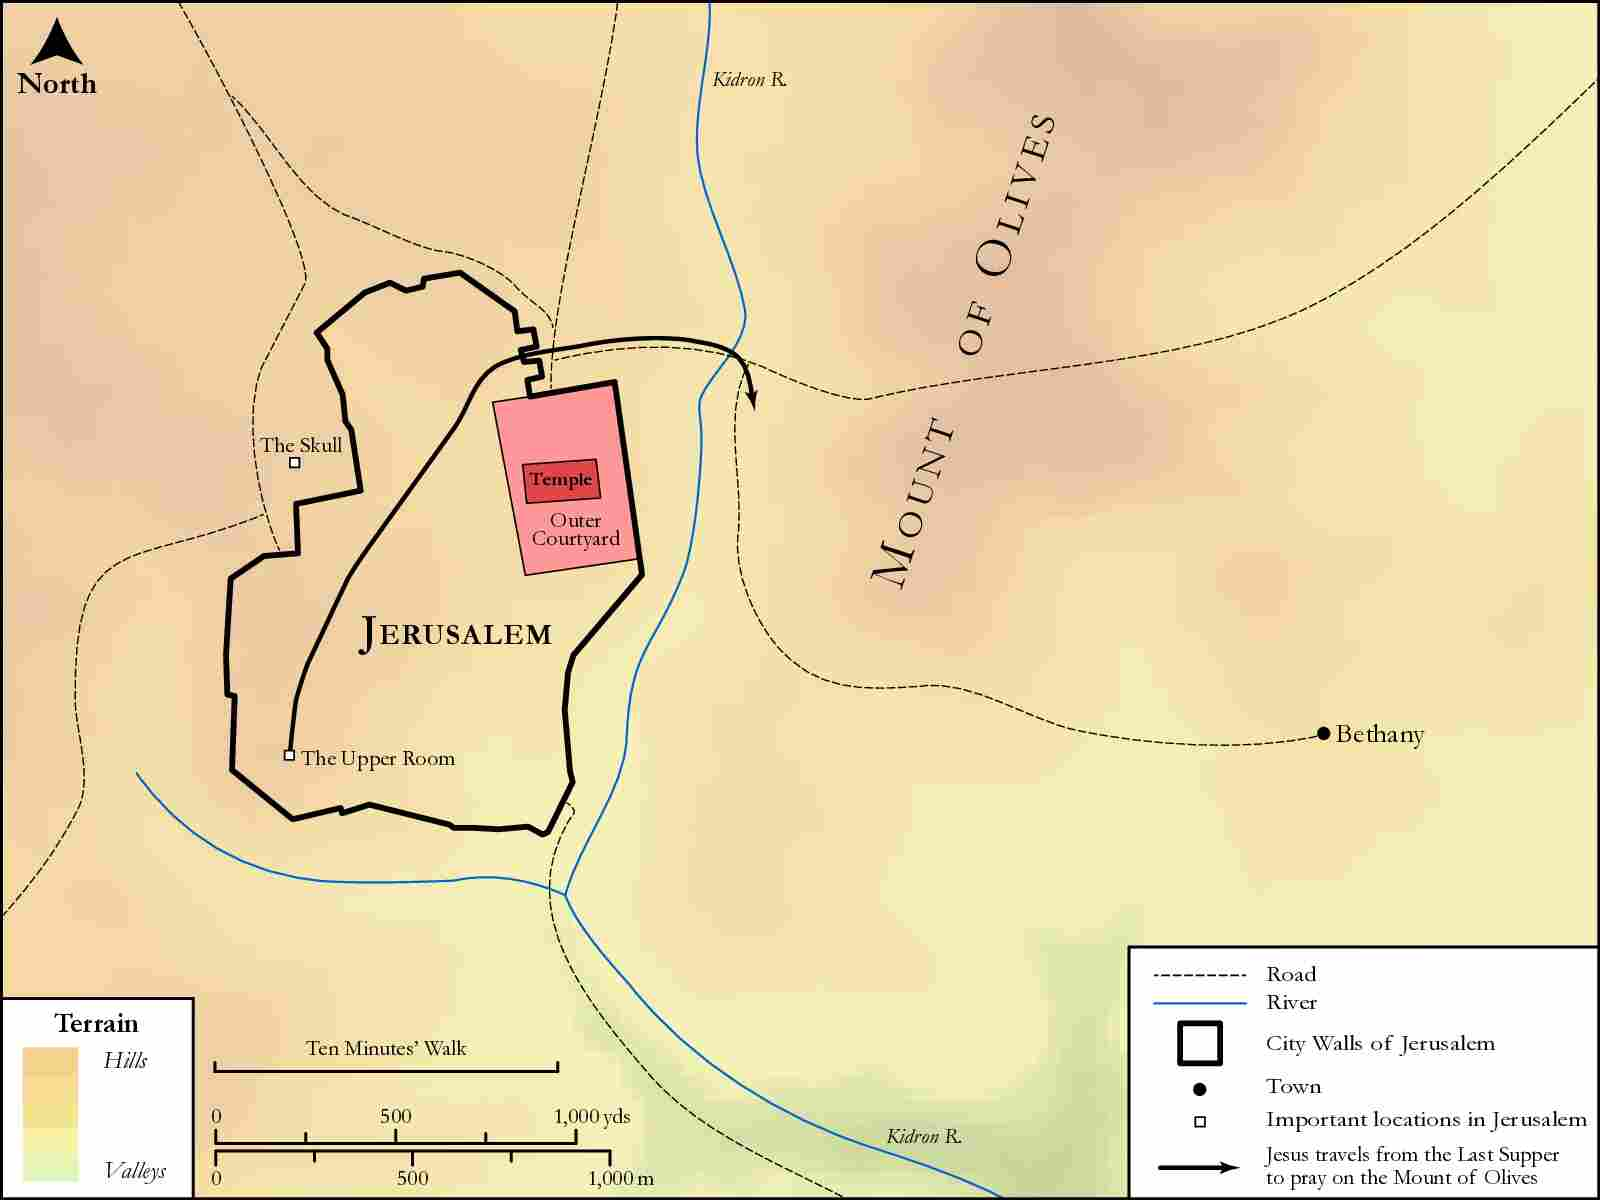 North
Kidron R.
MOUNT OF OLIVES
The Skull
Temple
Outer
Courtyard
JERUSALEM
The Upper Room
Bethany
Kidron R.
Terrain
Hills
Valleys
Ten Minutes' Walk
0 500 1,000 yds
0 500 1,000 m
Road
River
City Walls of Jerusalem
Town
Important locations in Jerusalem
Jesus travels from the Last Supper
to pray on the Mount of Olives